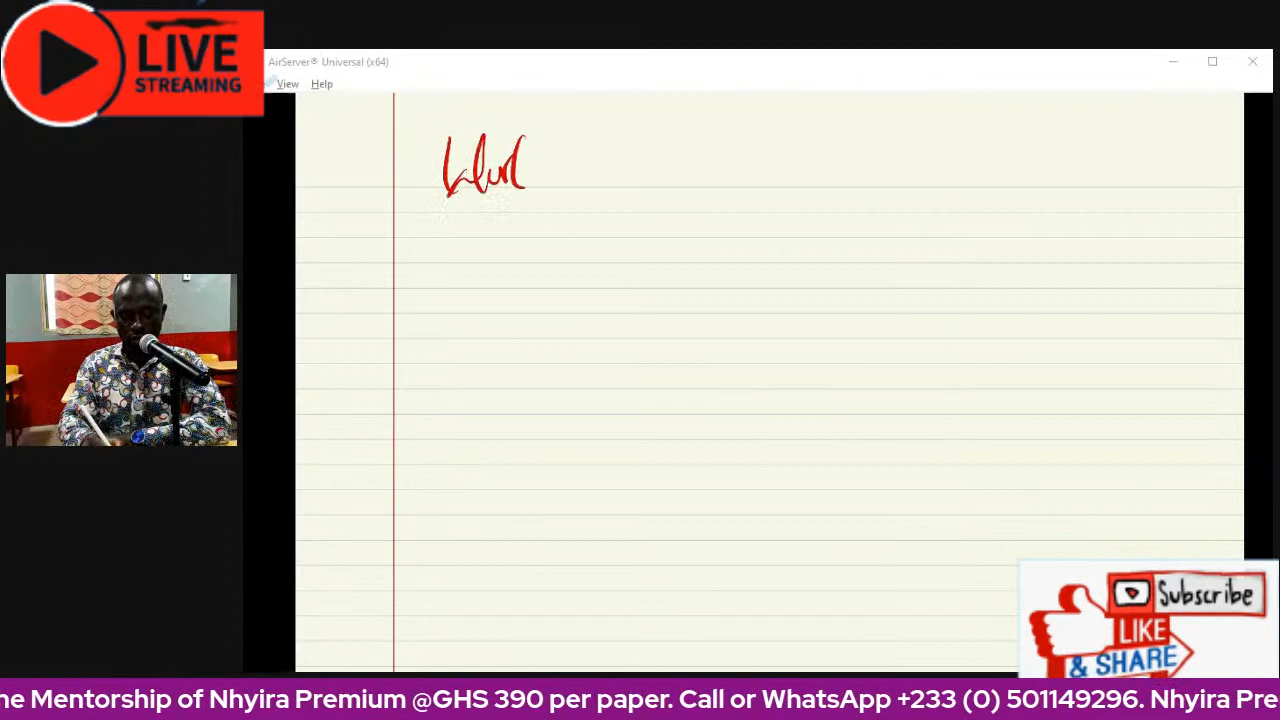 LIVE
STREAMING
AirServer® Universal (x64)
View Help
Subscribe
LIKE
& SHARE
he Mentorship of Nhyira Premium @GHS 390 per paper. Call or WhatsApp +233 (0) 501149296. Nhyira Pre